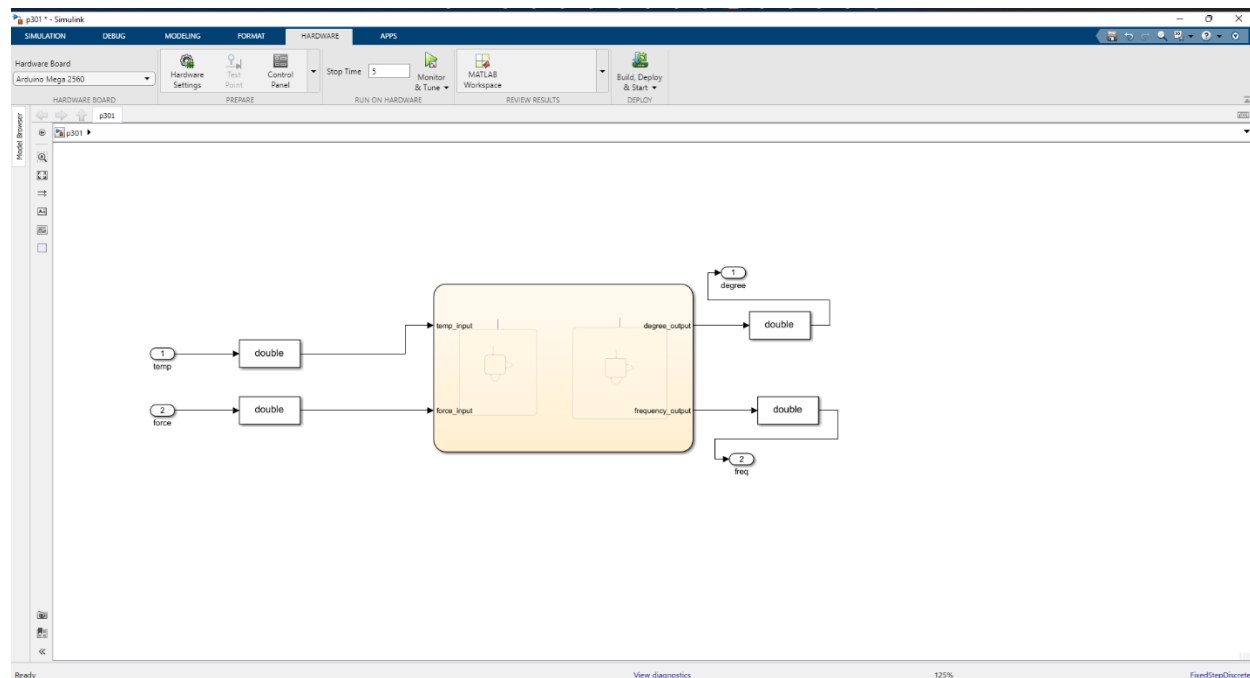 p301 * - Simulink
SIMULATION DEBUG MODELING FORMAT HARDWARE APPS
Hardware Board
Arduino Mega 2560
Hardware Settings
Test Point
Control Panel
Stop Time 5
Monitor & Tune
MATLAB Workspace
Build, Deploy & Start
HARDWARE BOARD PREPARE RUN ON HARDWARE REVIEW RESULTS DEPLOY
p301
p301
Model Browser
1
degree
temp_input degree_output double
1 double
temp
2 double force_input frequency_output double
force
2
freq
Ready View diagnostics 125% FixedStepDiscrete